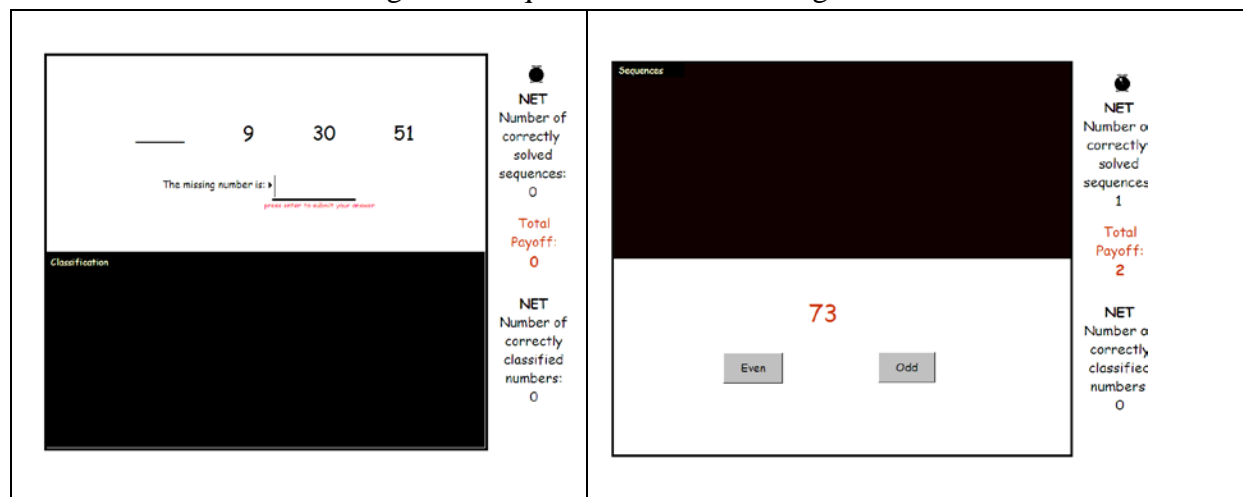 ____ 9 30 51
The missing number is:
press enter to submit your answer
Classification
NET
Number of
correctly
solved
sequences:
0
Total
Payoff:
0
NET
Number of
correctly
classified
numbers:
0
Sequences
73
Even Odd
NET
Number o
correctly
solved
sequences
1
Total
Payoff:
2
NET
Number o
correctly
classifiec
numbers
0